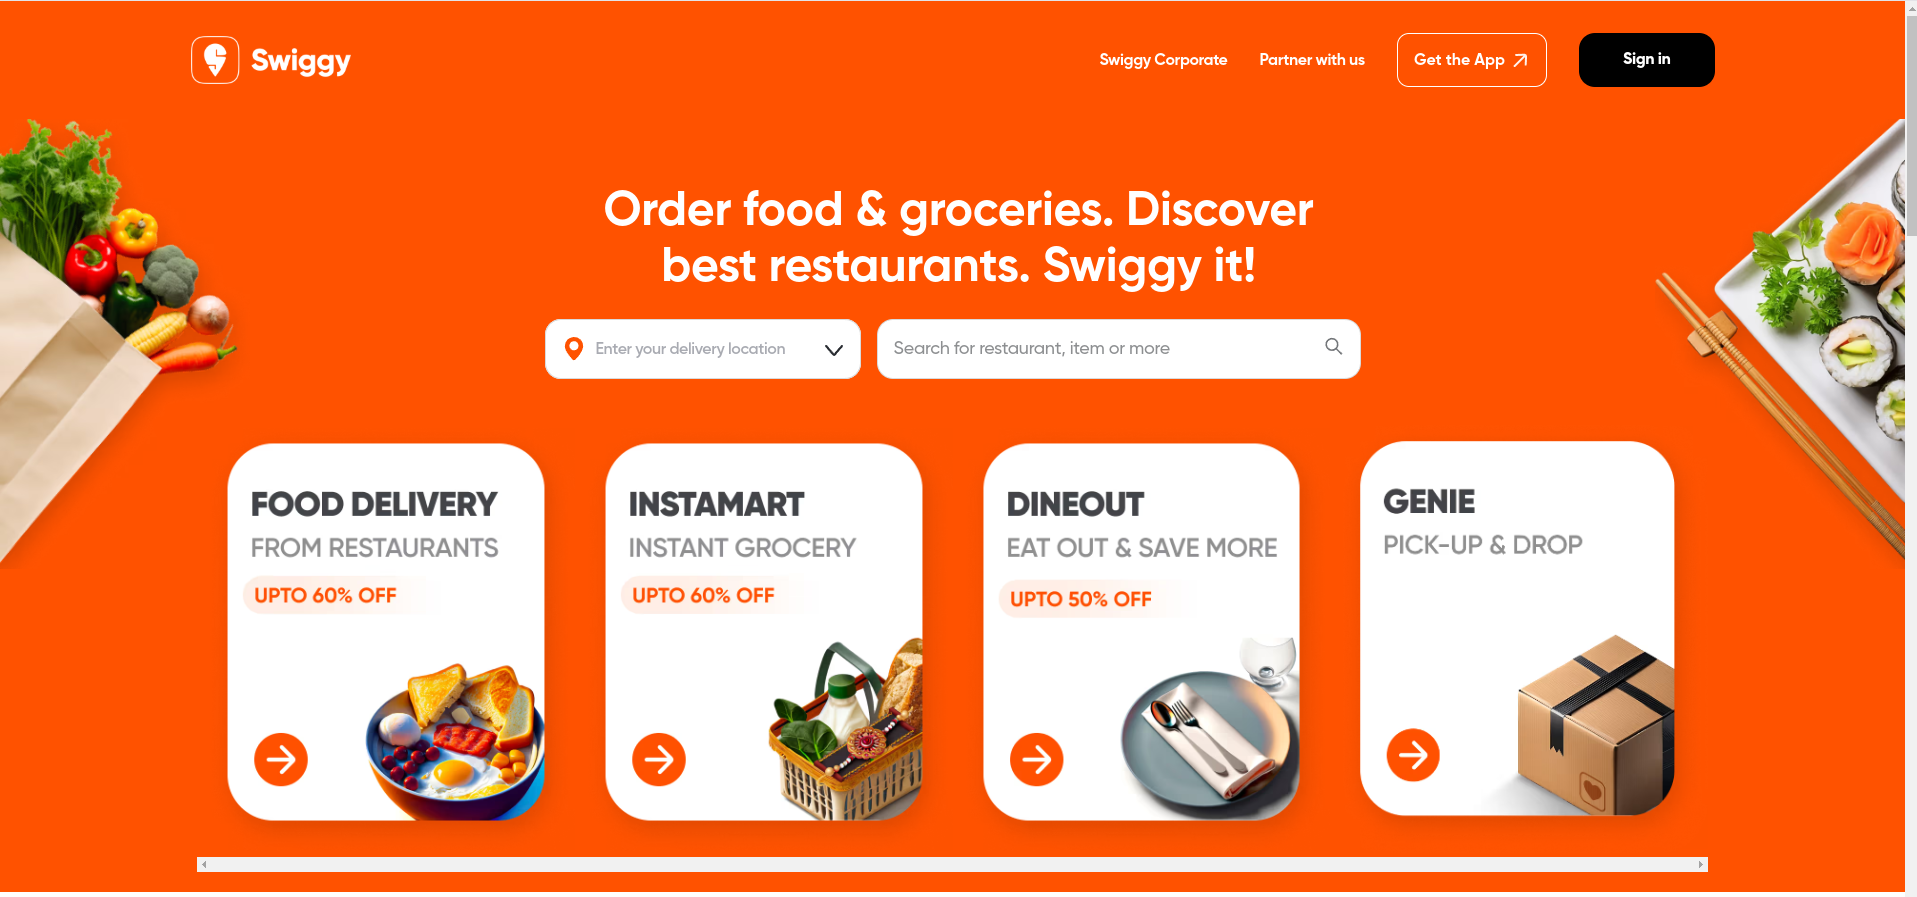 Swiggy
Swiggy Corporate
Partner with us
Get the App
Sign in
Order food & groceries. Discover
best restaurants. Swiggy it!
Enter your delivery location
Search for restaurant, item or more
FOOD DELIVERY
FROM RESTAURANTS
UPTO 60% OFF
INSTAMART
INSTANT GROCERY
UPTO 60% OFF
DINEOUT
EAT OUT & SAVE MORE
UPTO 50% OFF
GENIE
PICK-UP & DROP